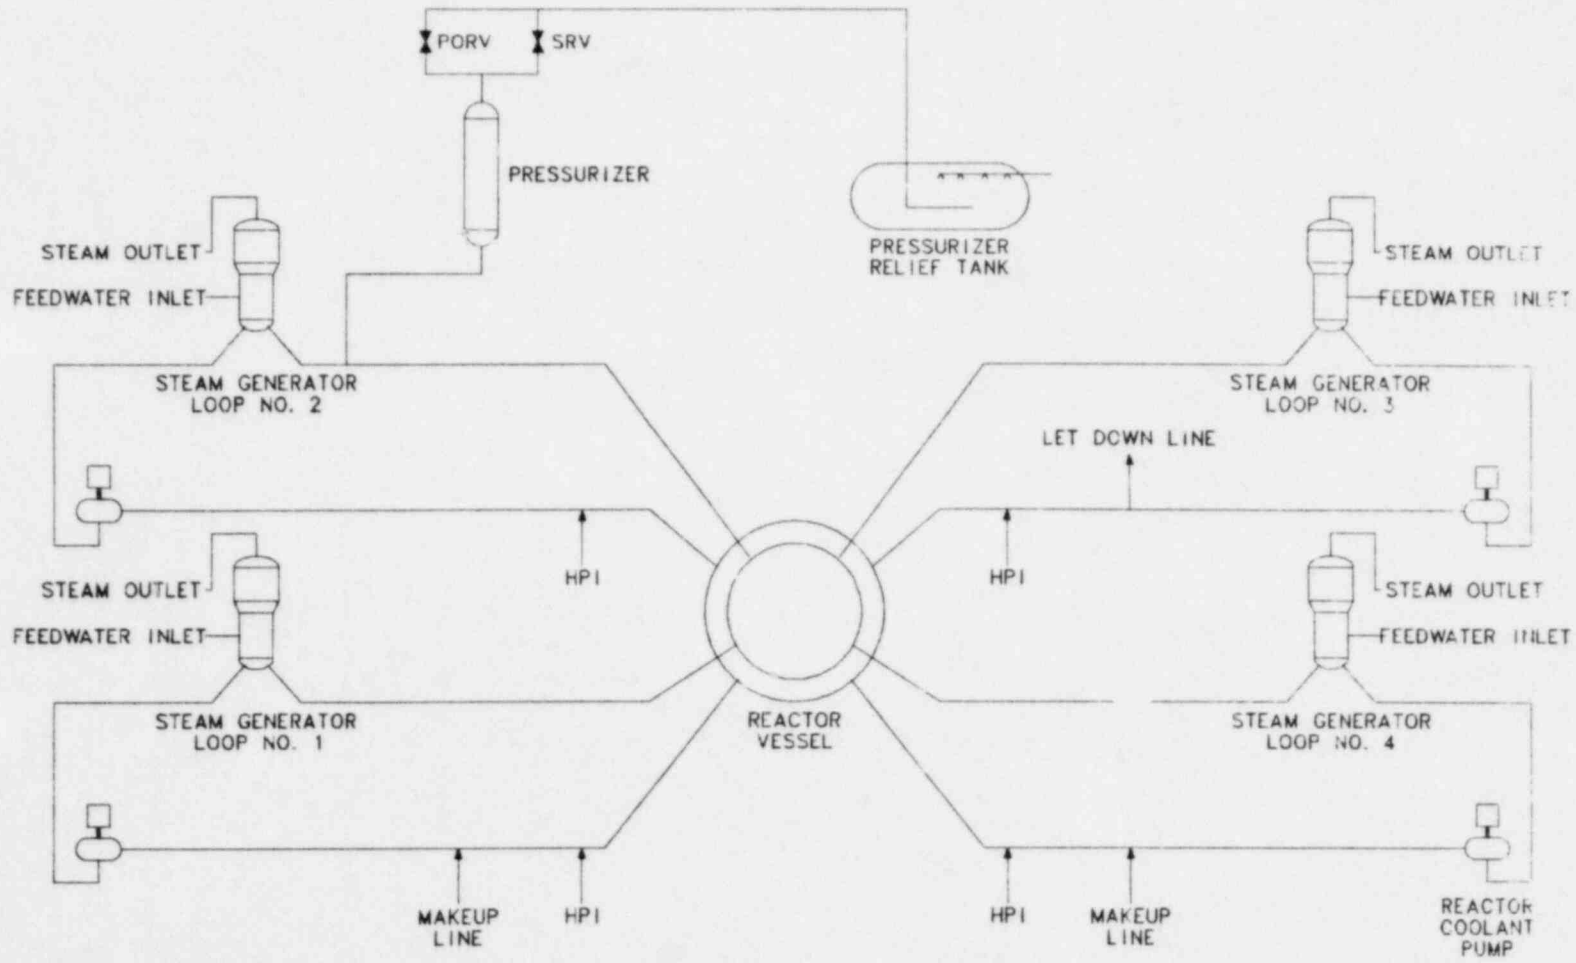 PORV
SRV
PRESSURIZER
PRESSURIZER
RELIEF TANK
STEAM OUTLET
FEEDWATER INLET
STEAM GENERATOR
LOOP NO. 2
STEAM OUTLET
FEEDWATER INLET
STEAM GENERATOR
LOOP NO. 3
LET DOWN LINE
HPI
HPI
STEAM OUTLET
FEEDWATER INLET
STEAM GENERATOR
LOOP NO. 1
REACTOR
VESSEL
STEAM OUTLET
FEEDWATER INLET
STEAM GENERATOR
LOOP NO. 4
MAKEUP
LINE
HPI
HPI
MAKEUP
LINE
REACTOR
COOLANT
PUMP